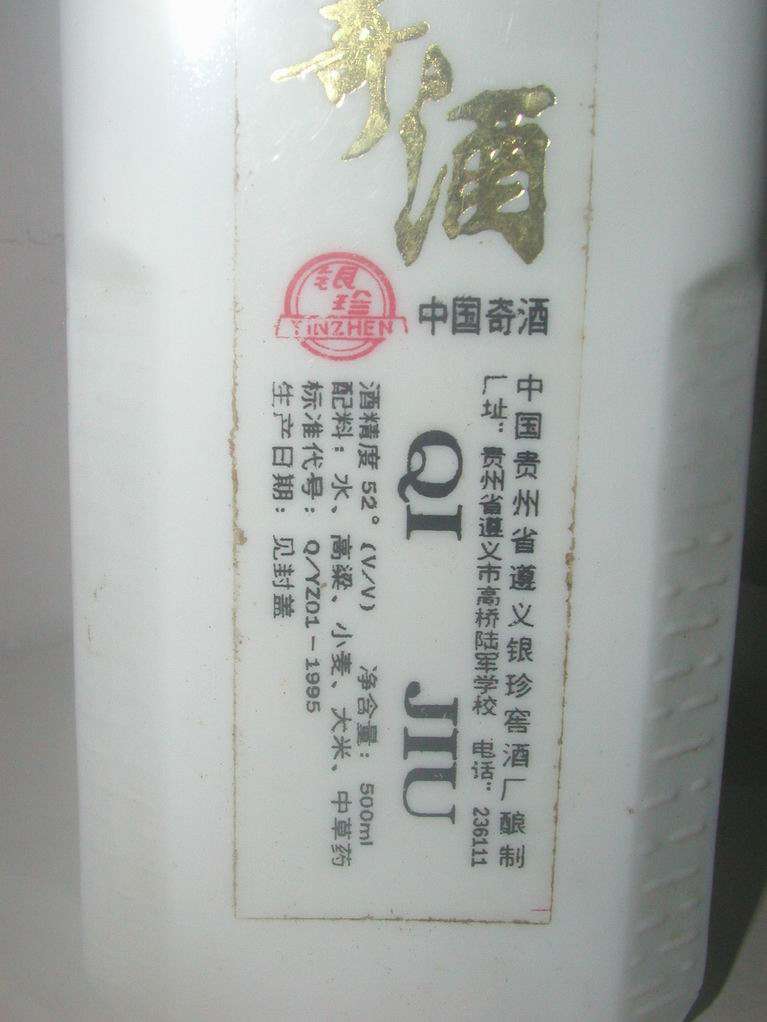 奇酒
银珍
YINZHEN
中国奇酒
中国贵州省遵义银珍窖酒厂酿制
厂址：贵州省遵义市高桥陆军学校 电话：236111
QI JIU
酒精度 52°(V/V) 净含量：500ml
配料：水、高粱、小麦、大米、中草药
标准代号：Q/YZ01-1995
生产日期：见封盖